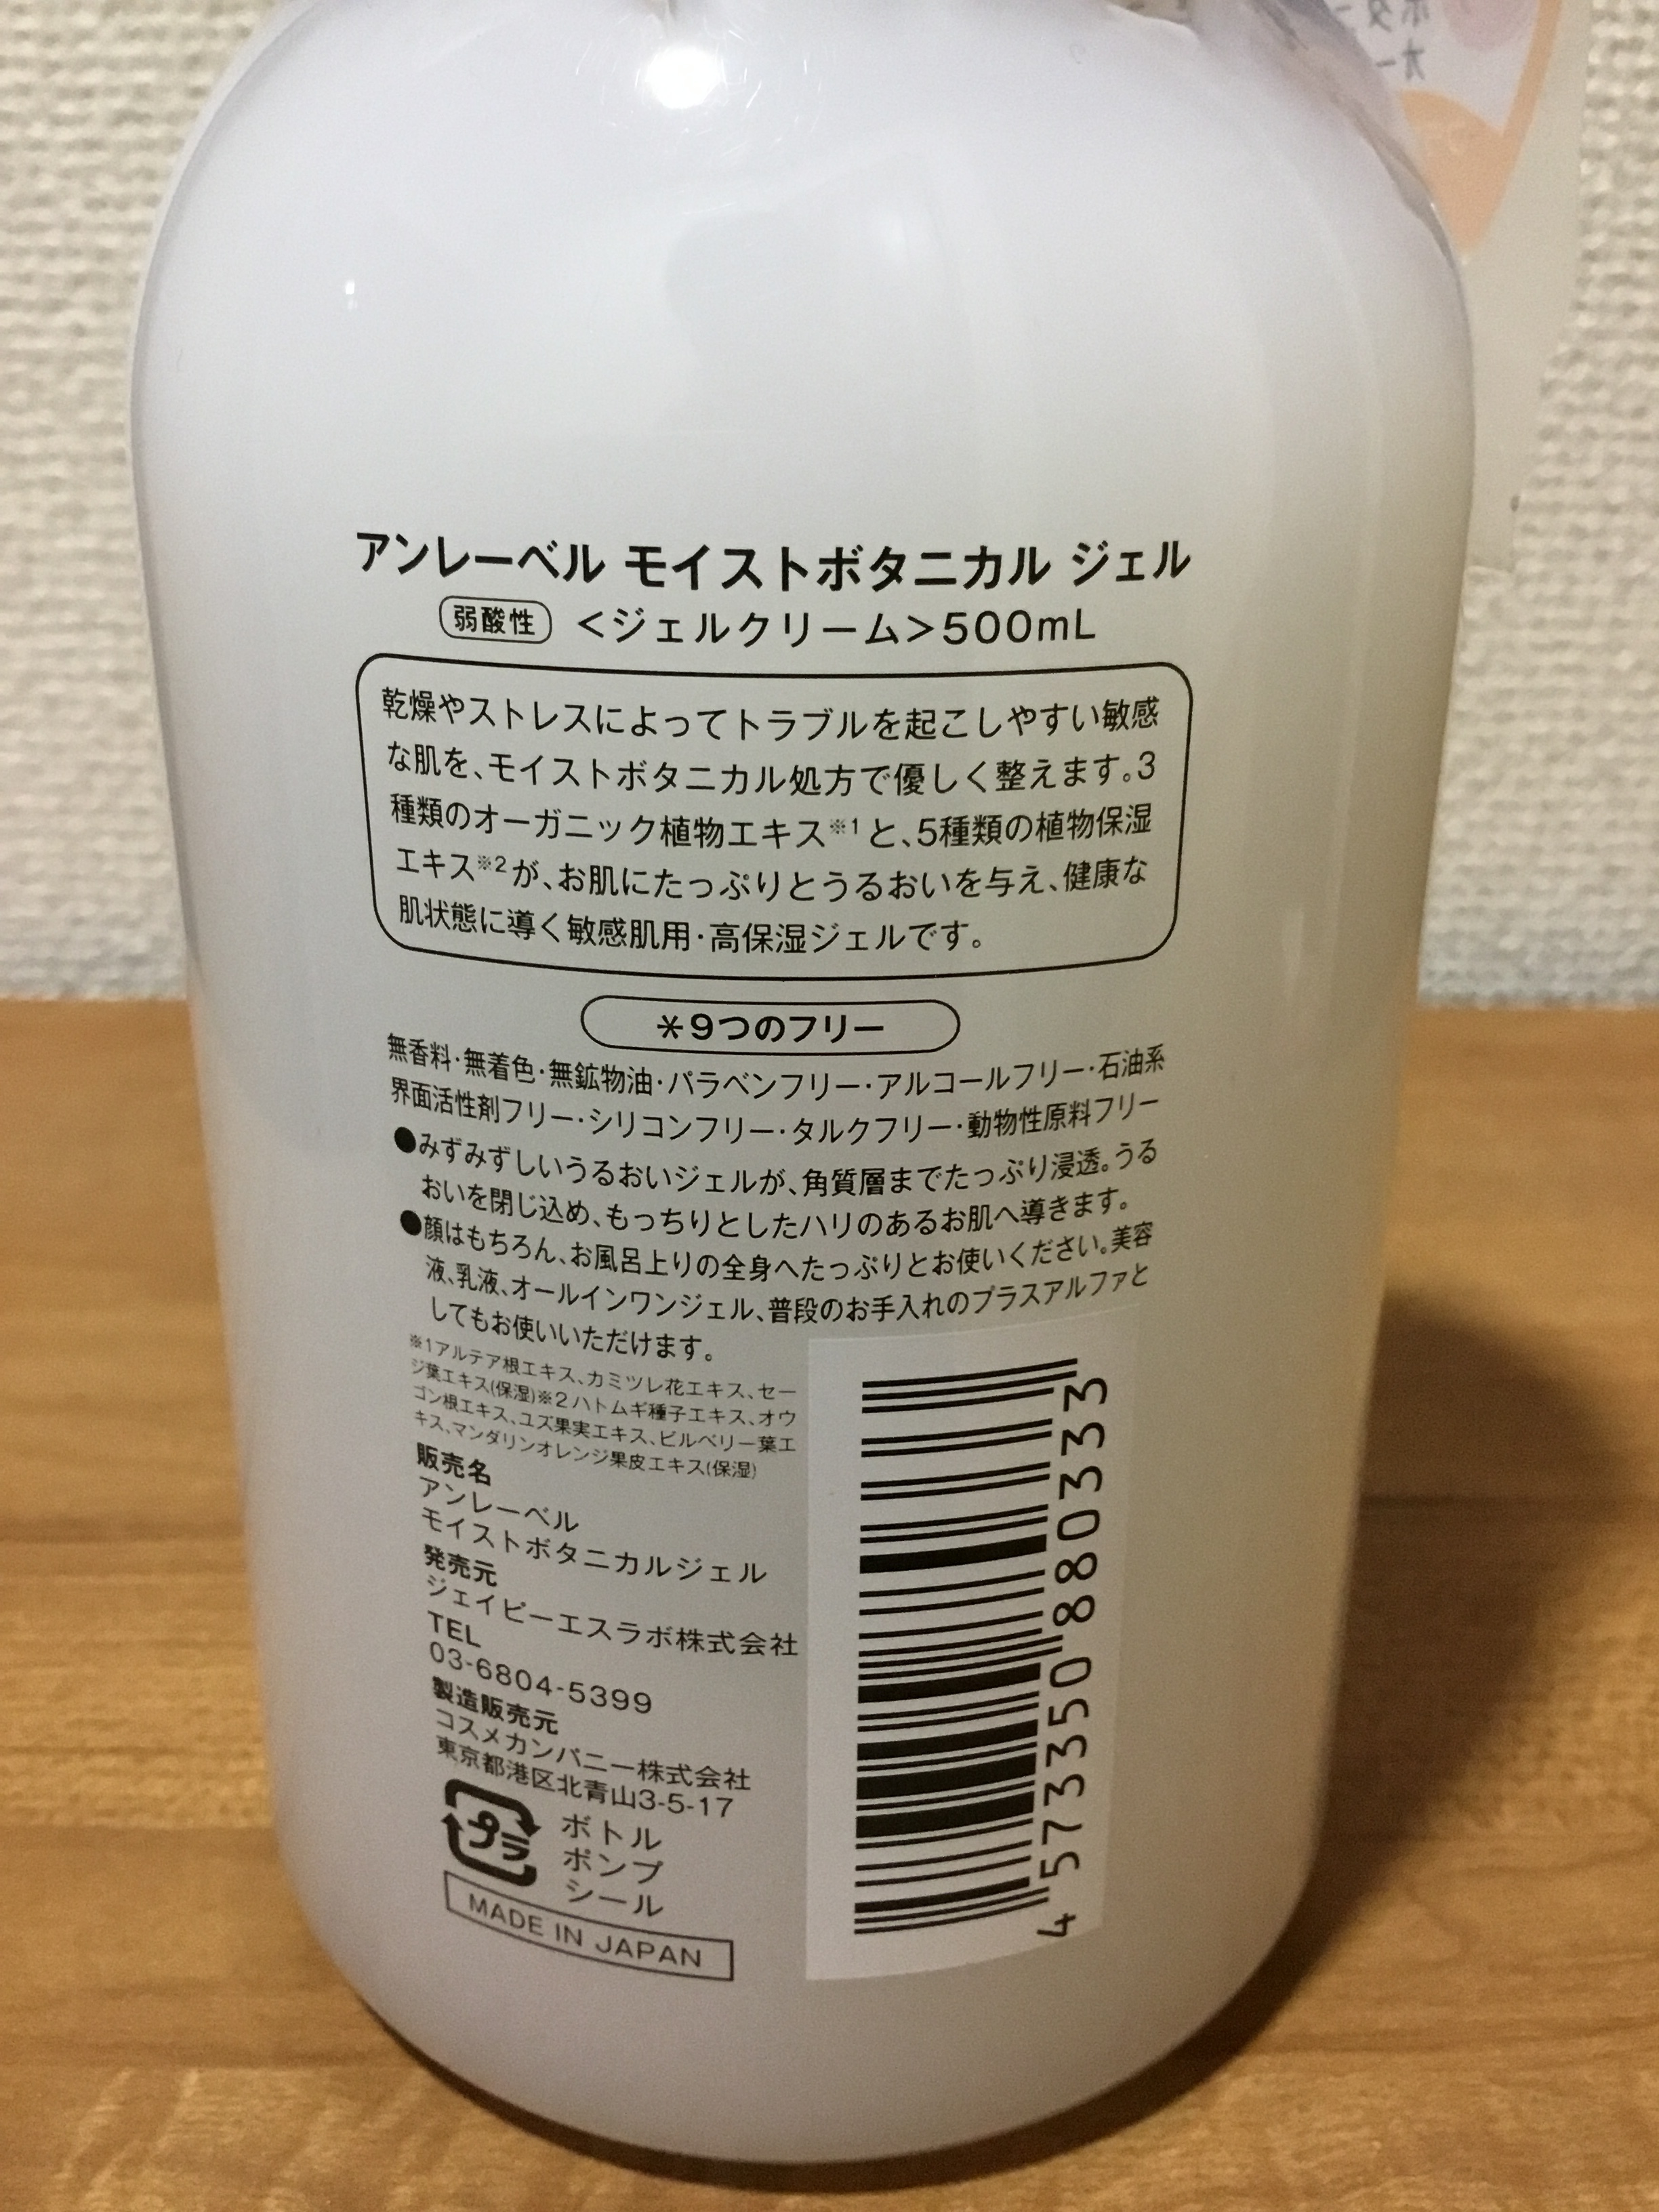 アンレーベル モイストボタニカル ジェル
弱酸性 <ジェルクリーム>500mL
乾燥やストレスによってトラブルを起こしやすい敏感
な肌を、モイストボタニカル処方で優しく整えます。3
種類のオーガニック植物エキス※1と、5種類の植物保湿
エキス※2が、お肌にたっぷりとうるおいを与え、健康な
肌状態に導く敏感肌用・高保湿ジェルです。
＊9つのフリー
無香料・無着色・無鉱物油・パラベンフリー・アルコールフリー・石油系
界面活性剤フリー・シリコンフリー・タルクフリー・動物性原料フリー
●みずみずしいうるおいジェルが、角質層までたっぷり浸透。うる
おいを閉じ込め、もっちりとしたハリのあるお肌へ導きます。
●顔はもちろん、お風呂上りの全身へたっぷりとお使いください。美容
液、乳液、オールインワンジェル、普段のお手入れのプラスアルファと
してもお使いいただけます。
※1アルテア根エキス、カミツレ花エキス、セー
ジ葉エキス(保湿)※2ハトムギ種子エキス、オウ
ゴン根エキス、ユズ果実エキス、ビルベリー葉エ
キス、マンダリンオレンジ果皮エキス(保湿)
販売名
アンレーベル
モイストボタニカルジェル
発売元
ジェイピーエスラボ株式会社
TEL
03-6804-5399
製造販売元
コスメカンパニー株式会社
東京都港区北青山3-5-17
プラ
ボトル
ポンプ
シール
MADE IN JAPAN
4 573350 880333